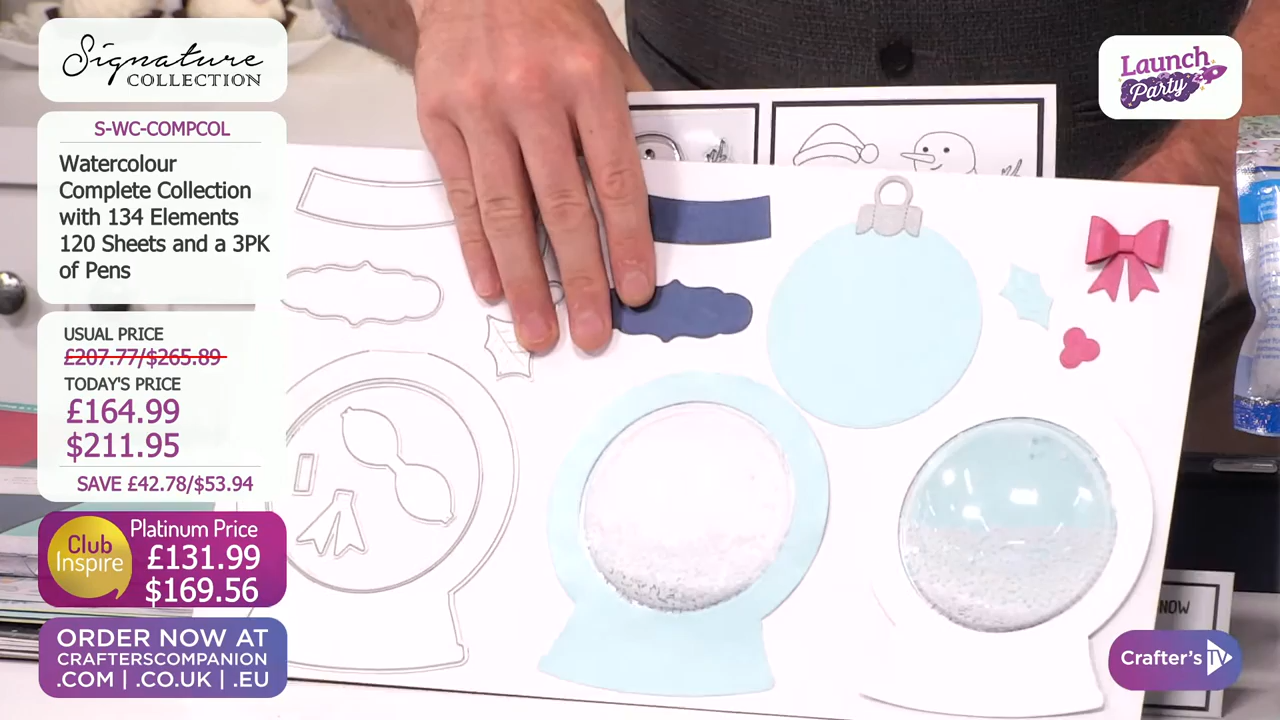 Signature
COLLECTION
S-WC-COMPCOL
Watercolour
Complete Collection
with 134 Elements
120 Sheets and a 3PK
of Pens
USUAL PRICE
£207.77/$265.89
TODAY'S PRICE
£164.99
$211.95
SAVE £42.78/$53.94
Club
Inspire
Platinum Price
£131.99
$169.56
ORDER NOW AT
CRAFTERSCOMPANION
.COM | .CO.UK | .EU
Launch
Party
NOW
Crafter's TV